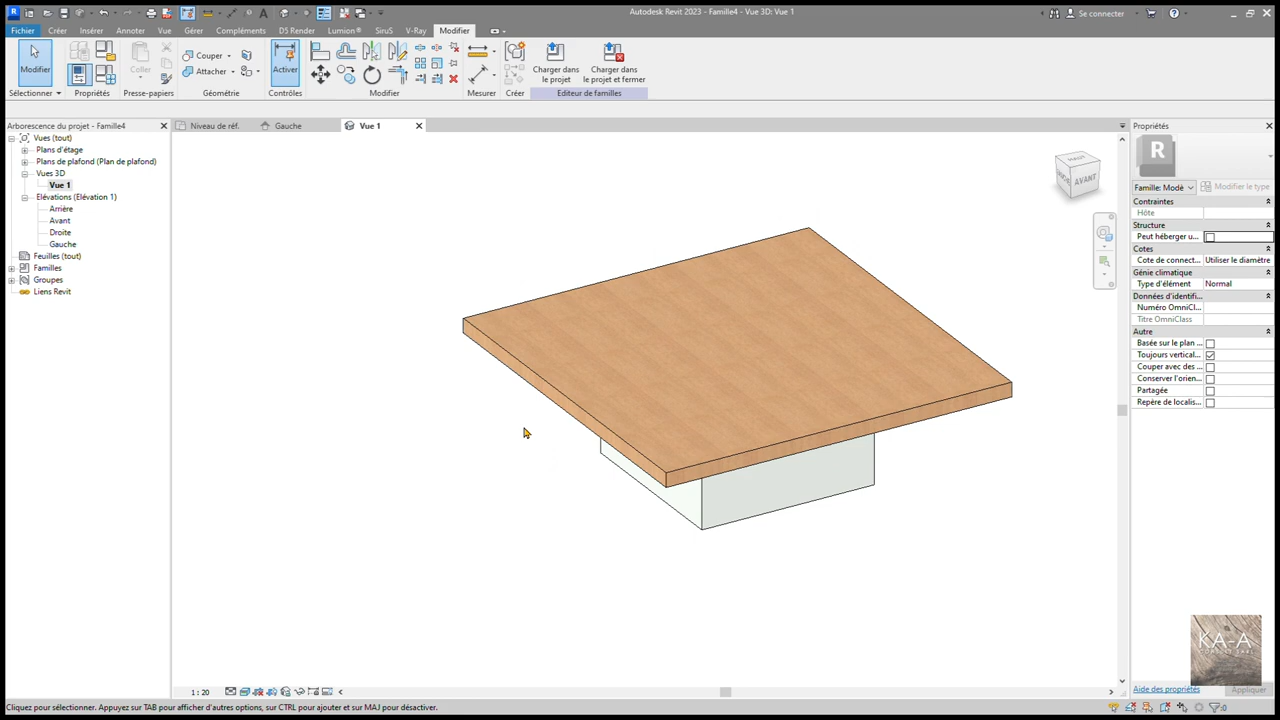 Autodesk Revit 2023 - Famille4 - Vue 3D: Vue 1
Se connecter
Fichier Créer Insérer Annoter Vue Gérer Compléments D5 Render Lumion® SiruS V-Ray Modifier
Modifier
Coller
Couper
Attacher
Activer
Charger dans
le projet
Charger dans
le projet et fermer
Sélectionner Propriétés Presse-papiers Géométrie Contrôles Modifier Mesurer Créer Editeur de familles
Arborescence du projet - Famille4
Niveau de réf. Gauche Vue 1
Propriétés
Vues (tout)
Plans d'étage
Plans de plafond (Plan de plafond)
Vues 3D
Vue 1
Elévations (Elévation 1)
Arrière
Avant
Droite
Gauche
Feuilles (tout)
Familles
Groupes
Liens Revit
HAUT
AVANT
R
Famille: Modè
Modifier le type
Contraintes
Hôte
Structure
Peut héberger u...
Cotes
Cote de connect... Utiliser le diamètre
Génie climatique
Type d'élément Normal
Données d'identifi...
Numéro OmniCl...
Titre OmniClass
Autre
Basée sur le plan ...
Toujours vertical...
Couper avec des ...
Conserver l'orien...
Partagée
Repère de localis...
KA-A
Aide des propriétés
Appliquer
1 : 20
Cliquez pour sélectionner. Appuyez sur TAB pour afficher d'autres options, sur CTRL pour ajouter et sur MAJ pour désactiver.
:0